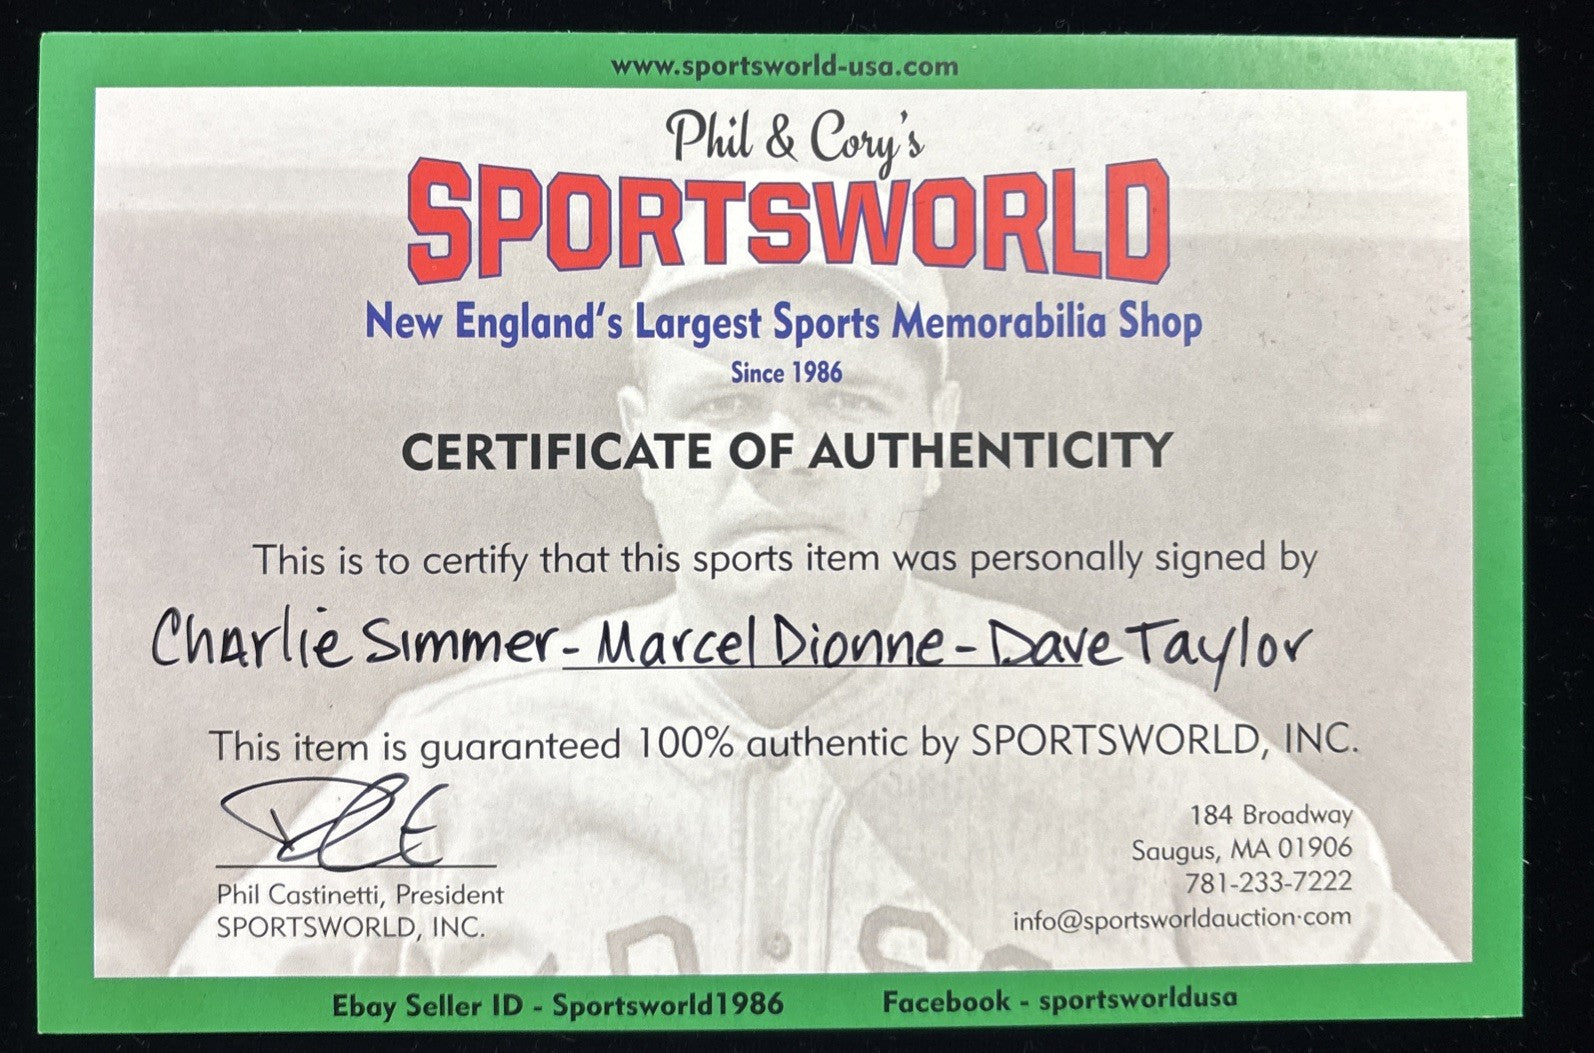 www.sportsworld-usa.com
Phil & Cory's
SPORTSWORLD
New England's Largest Sports Memorabilia Shop
Since 1986
CERTIFICATE OF AUTHENTICITY
This is to certify that this sports item was personally signed by
Charlie Simmer - Marcel Dionne - Dave Taylor
This item is guaranteed 100% authentic by SPORTSWORLD, INC.
Phil Castinetti, President
SPORTSWORLD, INC.
184 Broadway
Saugus, MA 01906
781-233-7222
info@sportsworldauction.com
Ebay Seller ID - Sportsworld1986
Facebook - sportsworldusa